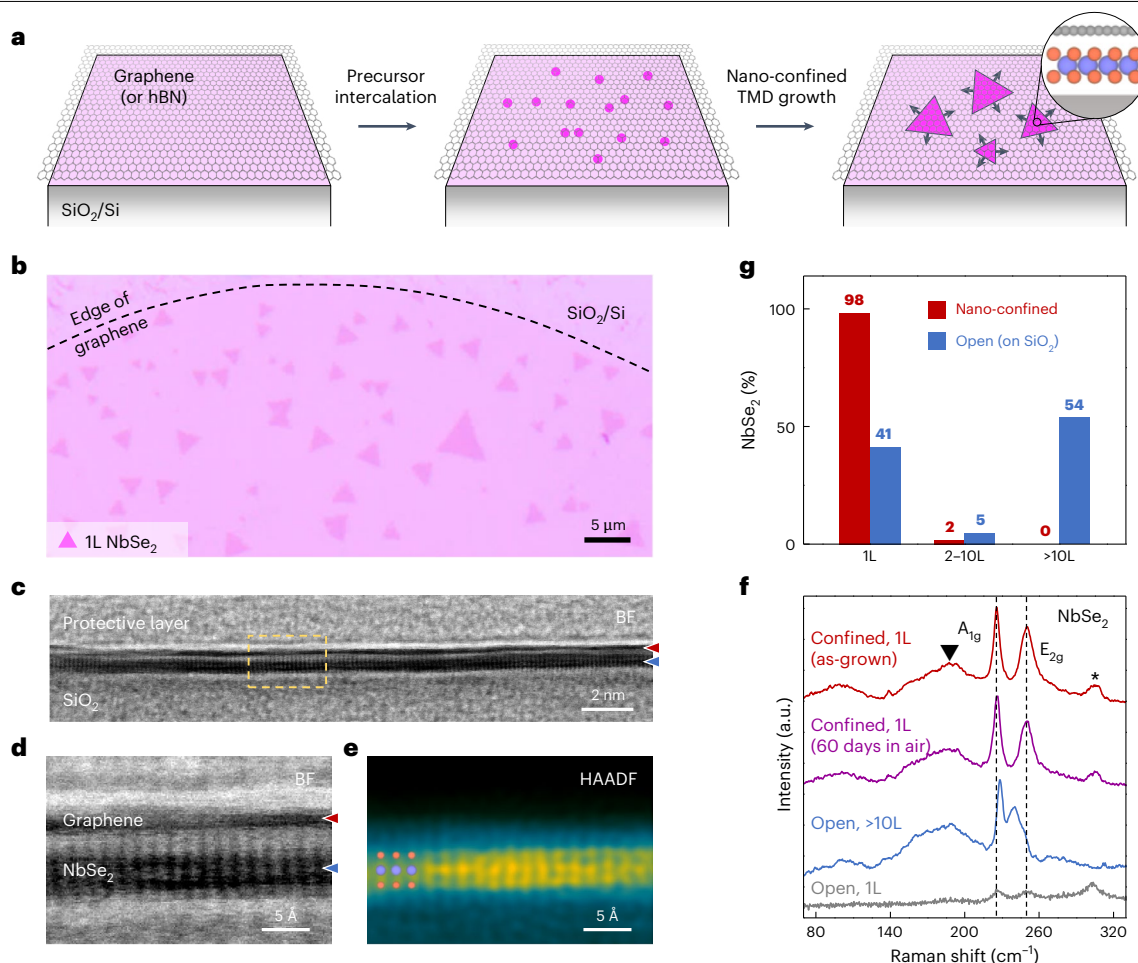 a
Graphene
(or hBN)
SiO₂/Si
Precursor
intercalation
Nano-confined
TMD growth
b
Edge of
graphene
SiO₂/Si
1L NbSe₂
5 μm
c
Protective layer
BF
SiO₂
2 nm
d
BF
Graphene
NbSe₂
5 Å
e
HAADF
5 Å
g
NbSe₂ (%)
100
50
0
98
41
2
5
0
54
Nano-confined
Open (on SiO₂)
1L
2–10L
>10L
f
Intensity (a.u.)
NbSe₂
Confined, 1L
(as-grown)
A₁g
E₂g
*
Confined, 1L
(60 days in air)
Open, >10L
Open, 1L
80
140
200
260
320
Raman shift (cm⁻¹)